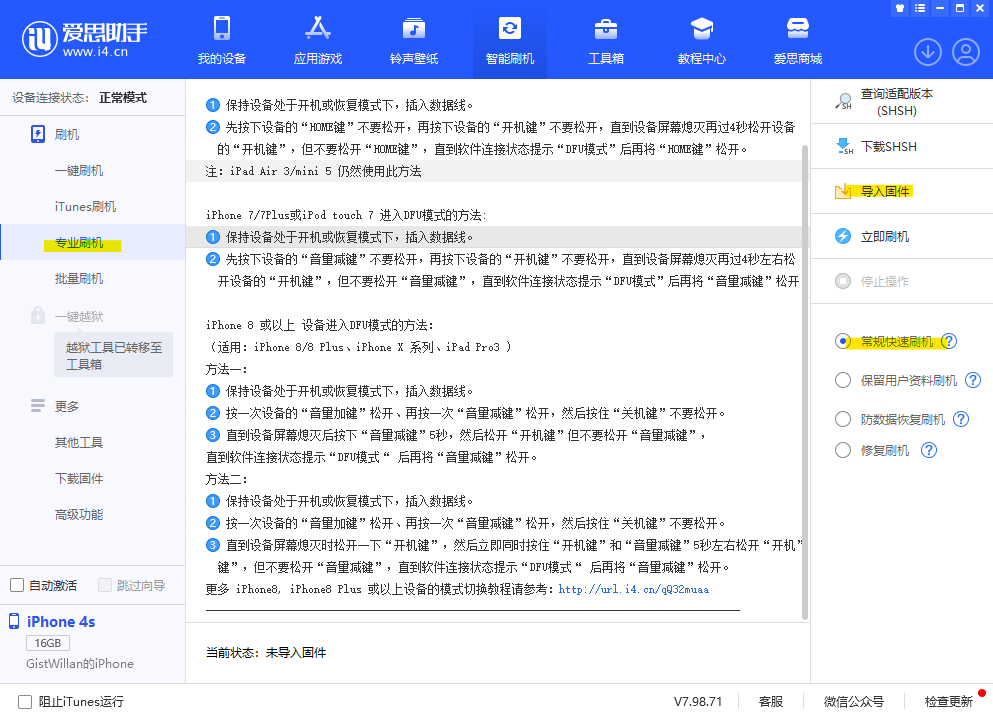 爱思助手
www.i4.cn
我的设备
应用游戏
铃声壁纸
智能刷机
工具箱
教程中心
爱思商城
设备连接状态： 正常模式
刷机
一键刷机
iTunes刷机
专业刷机
批量刷机
一键越狱
越狱工具已转移至
工具箱
更多
其他工具
下载固件
高级功能
自动激活 跳过向导
iPhone 4s
16GB
GistWillan的iPhone
1 保持设备处于开机或恢复模式下，插入数据线。
2 先按下设备的“HOME键”不要松开，再按下设备的“开机键”不要松开，直到设备屏幕熄灭再过4秒松开设备
的“开机键”，但不要松开“HOME键”，直到软件连接状态提示“DFU模式”后再将“HOME键”松开。
注：iPad Air 3/mini 5 仍然使用此方法
iPhone 7/7Plus或iPod touch 7 进入DFU模式的方法:
1 保持设备处于开机或恢复模式下，插入数据线。
2 先按下设备的“音量减键”不要松开，再按下设备的“开机键”不要松开，直到设备屏幕熄灭再过4秒左右松
开设备的“开机键”，但不要松开“音量减键”，直到软件连接状态提示“DFU模式”后再将“音量减键”松开
iPhone 8 或以上 设备进入DFU模式的方法：
（适用：iPhone 8/8 Plus、iPhone X 系列、iPad Pro3 ）
方法一：
1 保持设备处于开机或恢复模式下，插入数据线。
2 按一次设备的“音量加键”松开、再按一次“音量减键”松开，然后按住“关机键”不要松开。
3 直到设备屏幕熄灭后按下“音量减键”5秒，然后松开“开机键”但不要松开“音量减键”，
直到软件连接状态提示“DFU模式“ 后再将“音量减键”松开。
方法二：
1 保持设备处于开机或恢复模式下，插入数据线。
2 按一次设备的“音量加键”松开、再按一次“音量减键”松开，然后按住“关机键”不要松开。
3 直到设备屏幕熄灭时松开一下“开机键”，然后立即同时按住“开机键”和“音量减键”5秒左右松开“开机”
键”，但不要松开“音量减键”，直到软件连接状态提示“DFU模式“ 后再将“音量减键”松开。
更多 iPhone8, iPhone8 Plus 或以上设备的模式切换教程请参考：http://url.i4.cn/qQ32muaa
当前状态：未导入固件
查询适配版本
(SHSH)
下载SHSH
导入固件
立即刷机
停止操作
常规快速刷机 ?
保留用户资料刷机 ?
防数据恢复刷机 ?
修复刷机 ?
阻止iTunes运行
V7.98.71
客服
微信公众号
检查更新